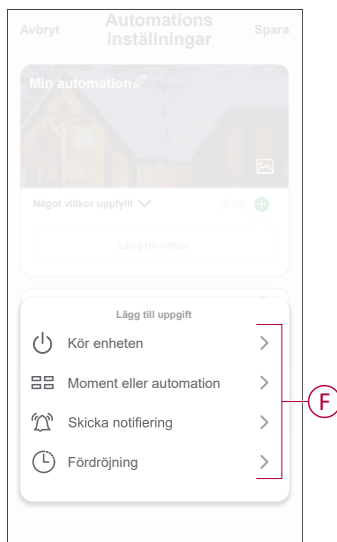 Avbryt
Automations
inställningar
Spara
Min automation
Något villkor uppfyllt
(0/10)
Lägg till villkor
Lägg till uppgift
Kör enheten
Moment eller automation
Skicka notifiering
Fördröjning
F